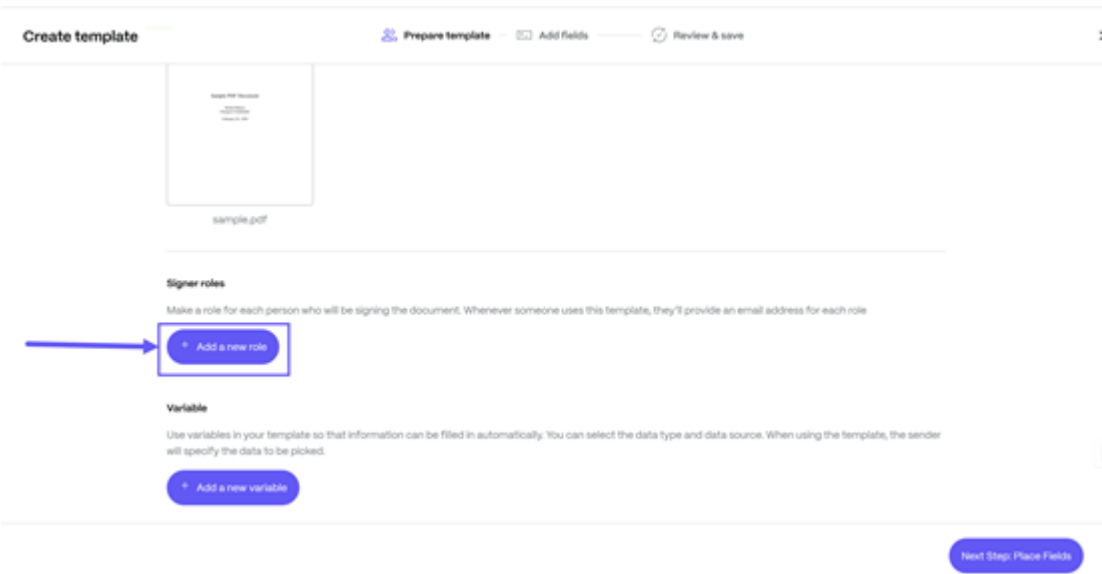 Create template
Prepare template
Add fields
Review & save
Sample PDF Document
sample.pdf
Signer roles
Make a role for each person who will be signing the document. Whenever someone uses this template, they'll provide an email address for each role
+ Add a new role
Variable
Use variables in your template so that information can be filled in automatically. You can select the data type and data source. When using the template, the sender
will specify the data to be picked.
+ Add a new variable
Next Step: Place Fields